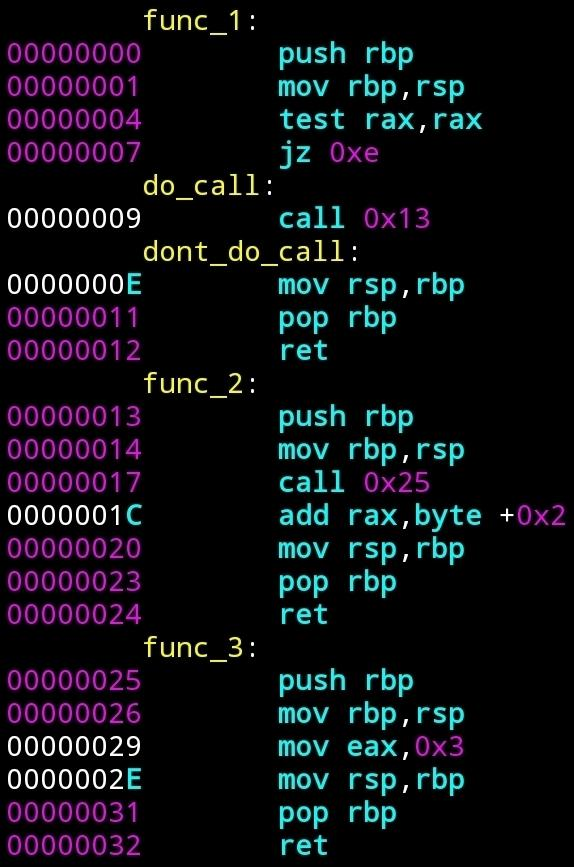 func_1:
00000000 push rbp
00000001 mov rbp,rsp
00000004 test rax,rax
00000007 jz 0xe
do_call:
00000009 call 0x13
dont_do_call:
0000000E mov rsp,rbp
00000011 pop rbp
00000012 ret
func_2:
00000013 push rbp
00000014 mov rbp,rsp
00000017 call 0x25
0000001C add rax,byte +0x2
00000020 mov rsp,rbp
00000023 pop rbp
00000024 ret
func_3:
00000025 push rbp
00000026 mov rbp,rsp
00000029 mov eax,0x3
0000002E mov rsp,rbp
00000031 pop rbp
00000032 ret